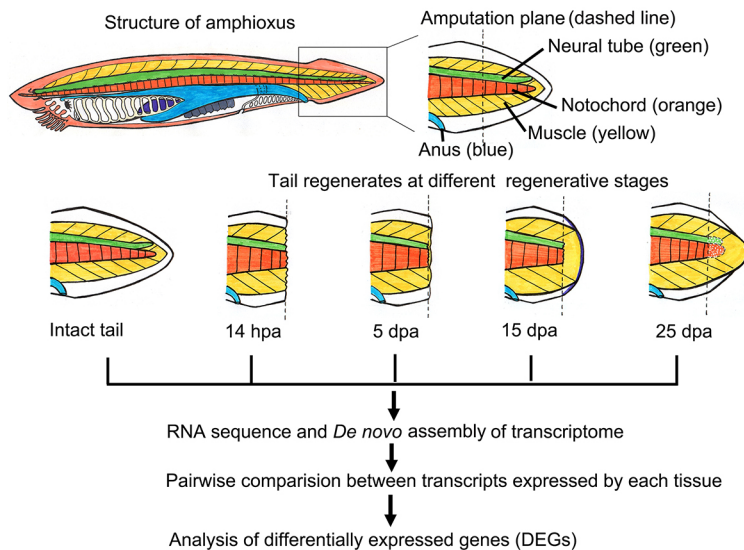 Structure of amphioxus
Amputation plane (dashed line)
Neural tube (green)
Notochord (orange)
Muscle (yellow)
Anus (blue)
Tail regenerates at different regenerative stages
Intact tail
14 hpa
5 dpa
15 dpa
25 dpa
RNA sequence and De novo assembly of transcriptome
Pairwise comparision between transcripts expressed by each tissue
Analysis of differentially expressed genes (DEGs)